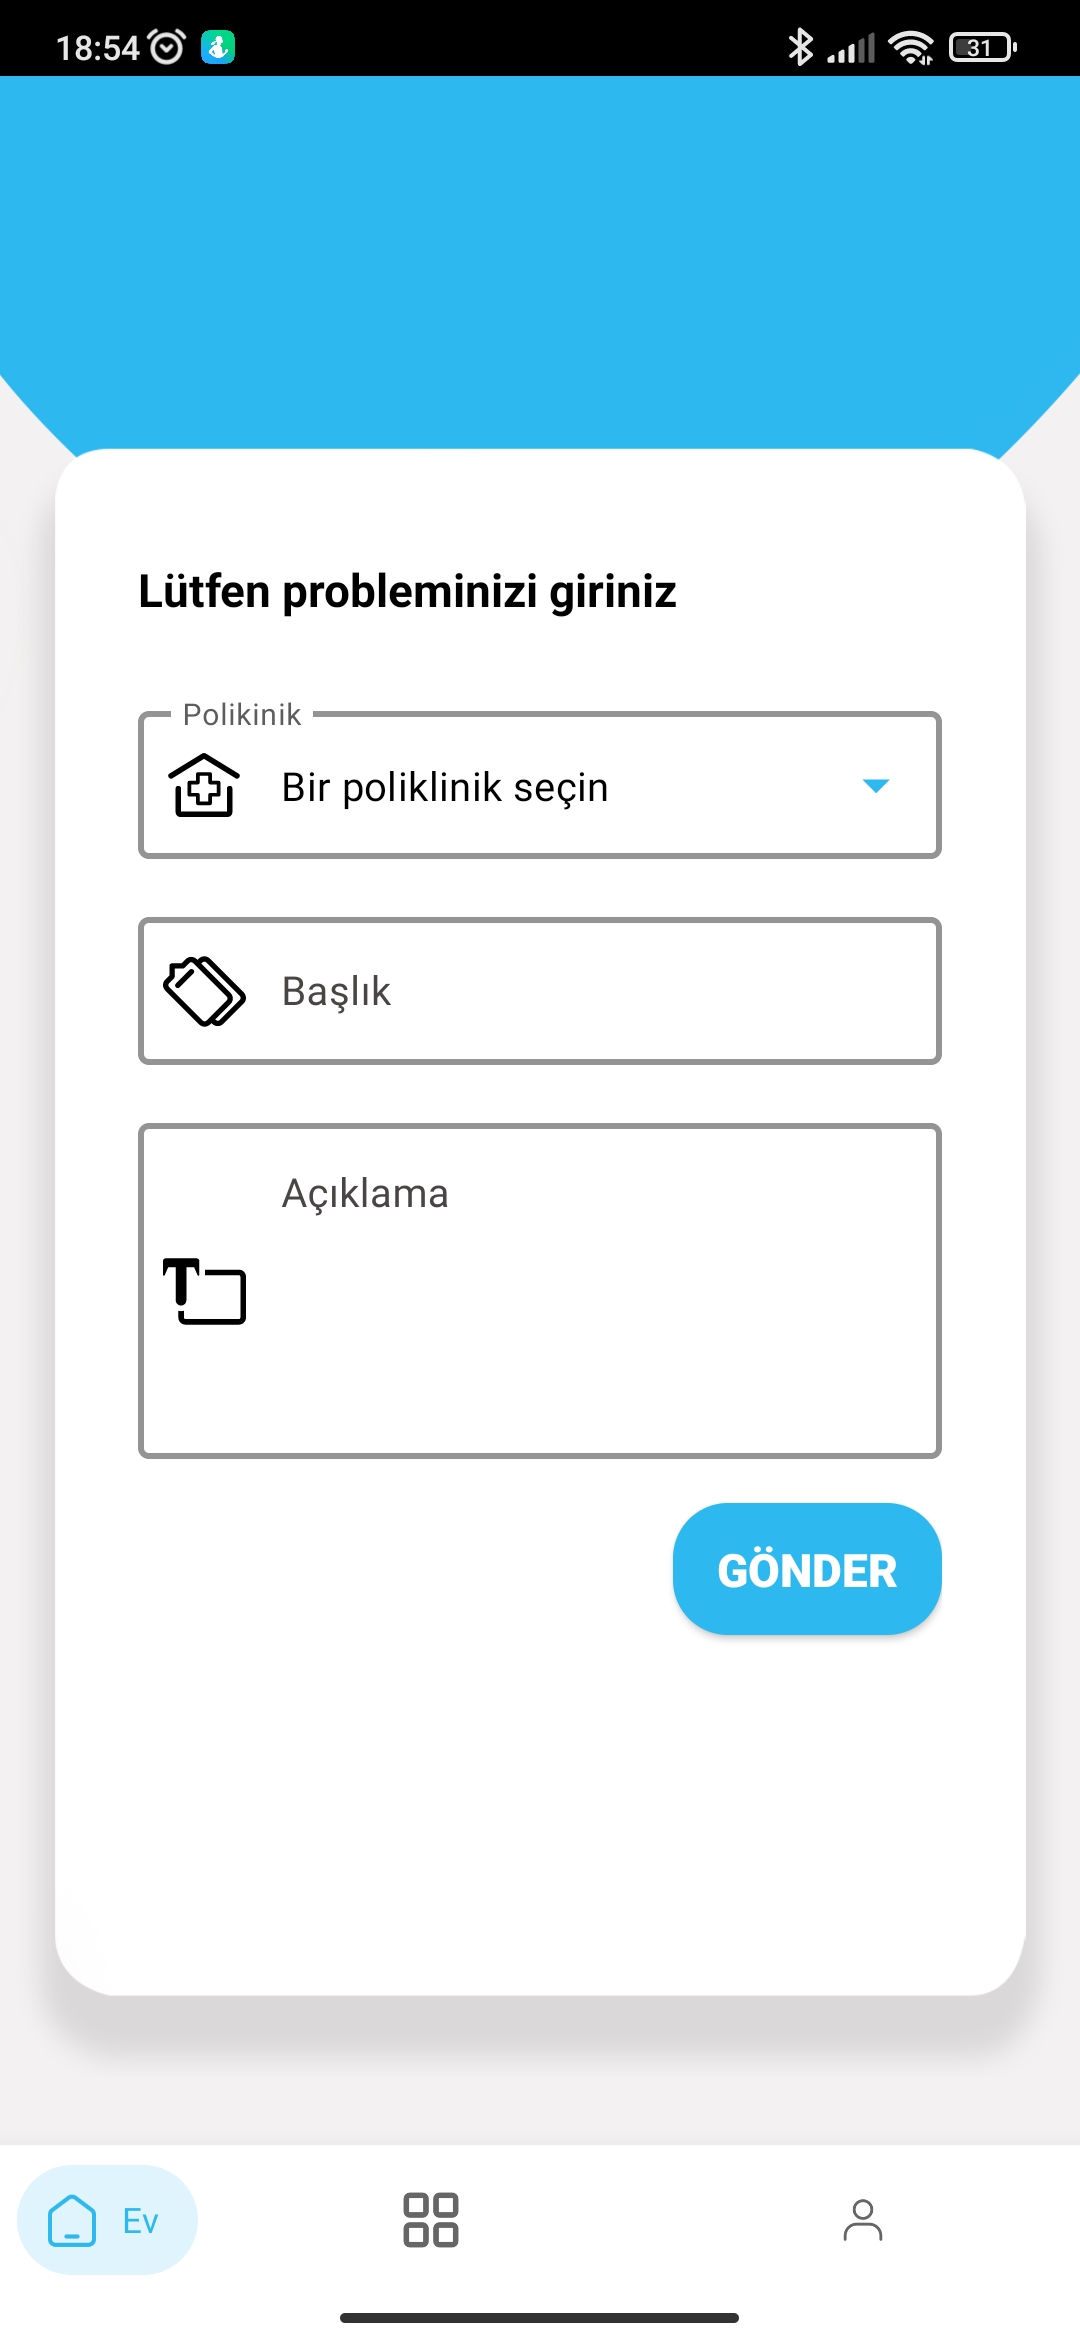 18:54
31
Lütfen probleminizi giriniz
Polikinik
Bir poliklinik seçin
Başlık
Açıklama
GÖNDER
Ev